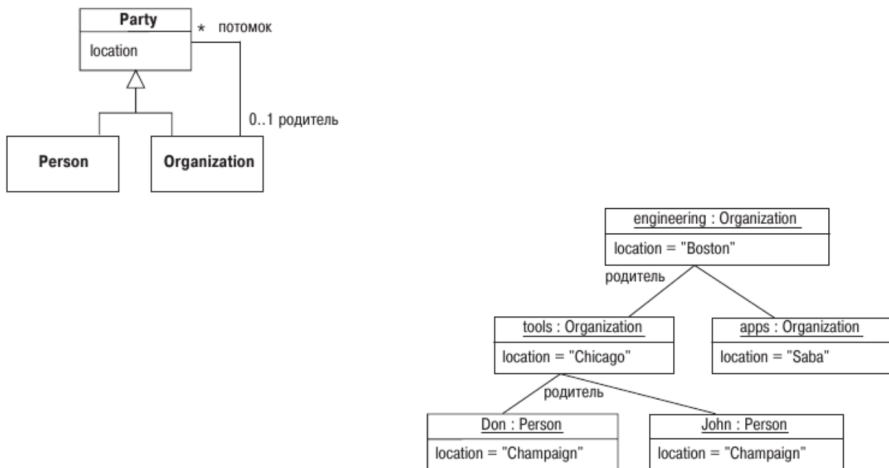 Party
* потомок
location
0..1 родитель
Person
Organization
engineering : Organization
location = "Boston"
родитель
tools : Organization
location = "Chicago"
apps : Organization
location = "Saba"
родитель
Don : Person
location = "Champaign"
John : Person
location = "Champaign"